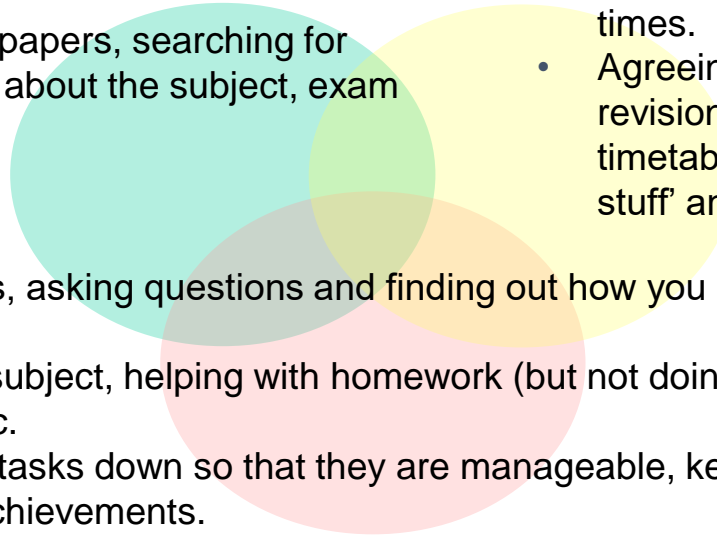 papers, searching for
about the subject, exam
times.
• Agreein
revision
timetab
stuff’ an
s, asking questions and finding out how you
subject, helping with homework (but not doin
c.
tasks down so that they are manageable, ke
chievements.